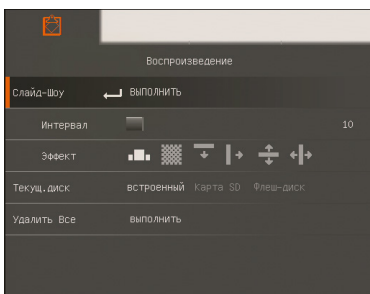 Воспроизведение
Слайд-Шоу ВЫПОЛНИТЬ
Интервал 10
Эффект
Текущ.диск встроенный Карта SD Флеш-диск
Удалить Все выполнить